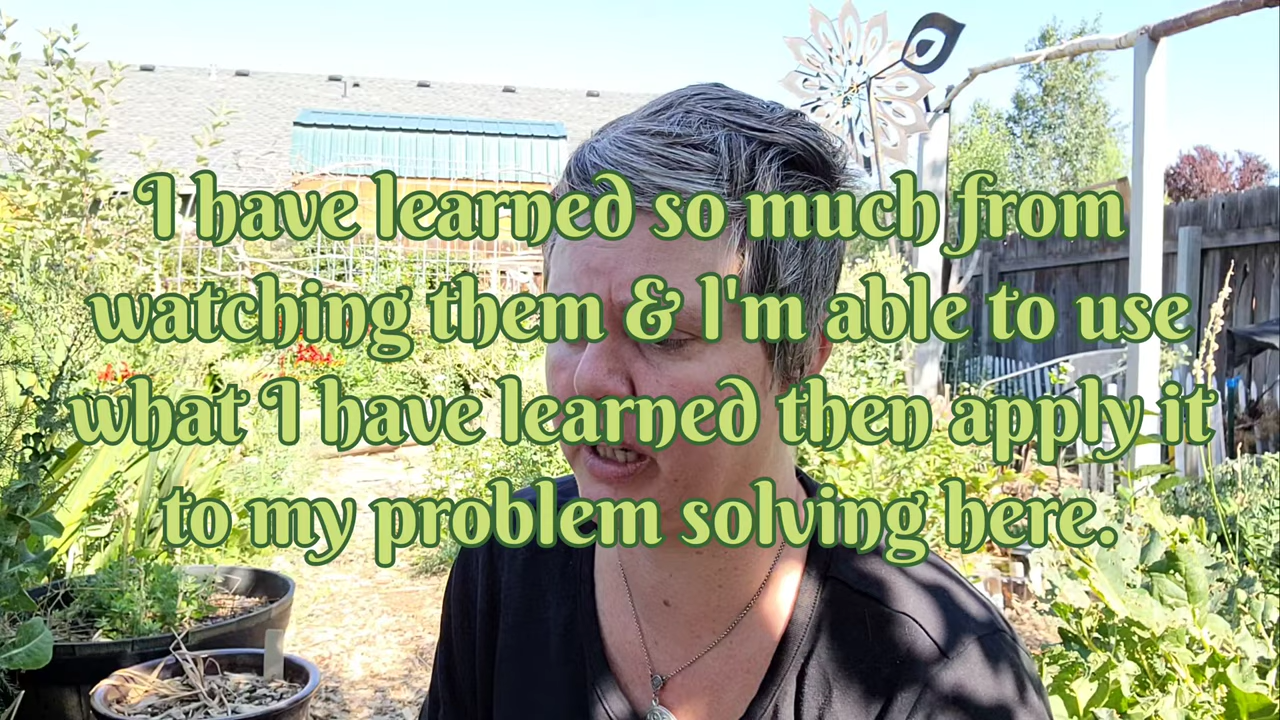 I have learned so much from
watching them & I'm able to use
what I have learned then apply it
to my problem solving here.